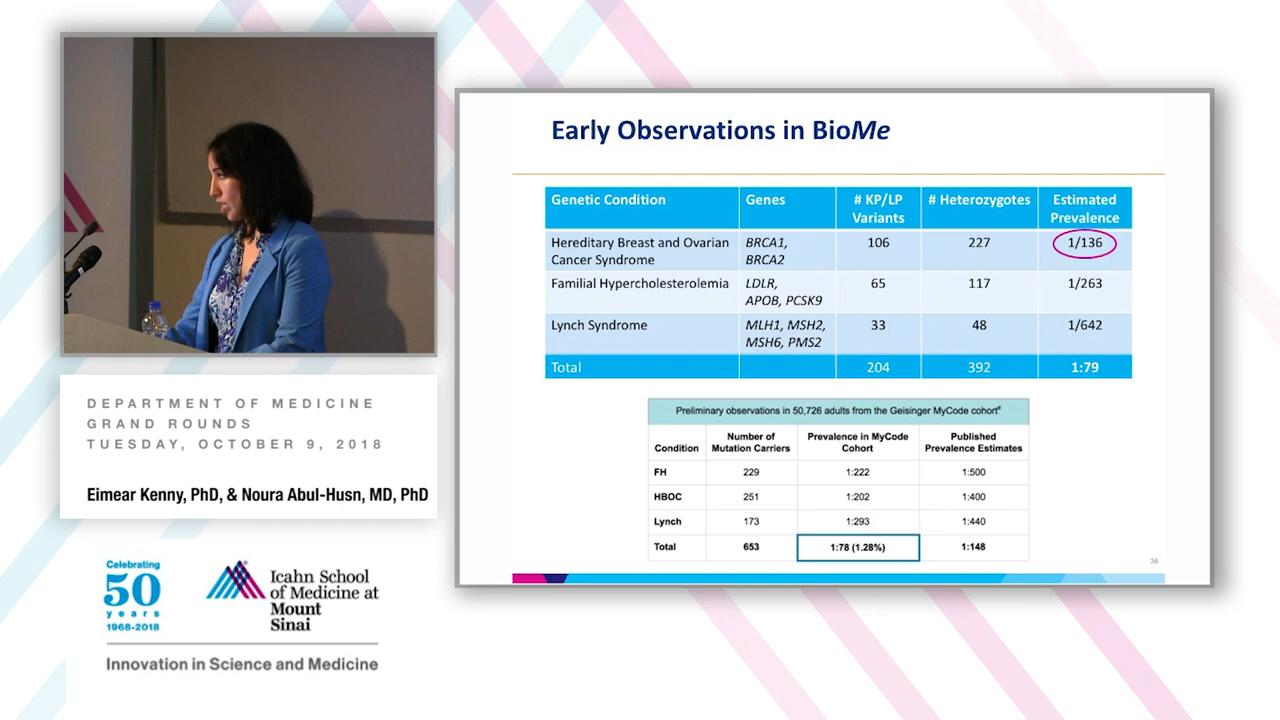 DEPARTMENT OF MEDICINE
GRAND ROUNDS
TUESDAY, OCTOBER 9, 2018
Eimear Kenny, PhD, & Noura Abul-Husn, MD, PhD
Celebrating
50
years
1968-2018
Icahn School
of Medicine at
Mount
Sinai
Innovation in Science and Medicine
Early Observations in BioMe
Genetic Condition Genes # KP/LP Variants # Heterozygotes Estimated Prevalence
Hereditary Breast and Ovarian Cancer Syndrome BRCA1, BRCA2 106 227 1/136
Familial Hypercholesterolemia LDLR, APOB, PCSK9 65 117 1/263
Lynch Syndrome MLH1, MSH2, MSH6, PMS2 33 48 1/642
Total 204 392 1:79
Preliminary observations in 50,726 adults from the Geisinger MyCode cohort#
Condition Number of Mutation Carriers Prevalence in MyCode Cohort Published Prevalence Estimates
FH 229 1:222 1:500
HBOC 251 1:202 1:400
Lynch 173 1:293 1:440
Total 653 1:78 (1.28%) 1:148
36